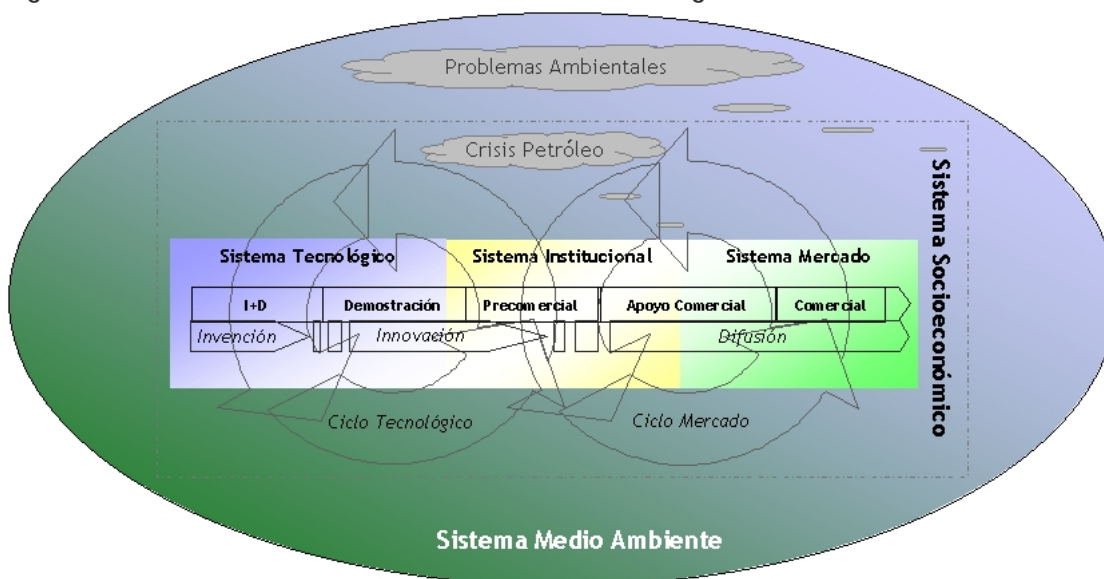 Problemas Ambientales
Crisis Petróleo
Sistema Socioeconómico
Sistema Tecnológico Sistema Institucional Sistema Mercado
I+D Demostración Precomercial Apoyo Comercial Comercial
Invención Innovación Difusión
Ciclo Tecnológico Ciclo Mercado
Sistema Medio Ambiente